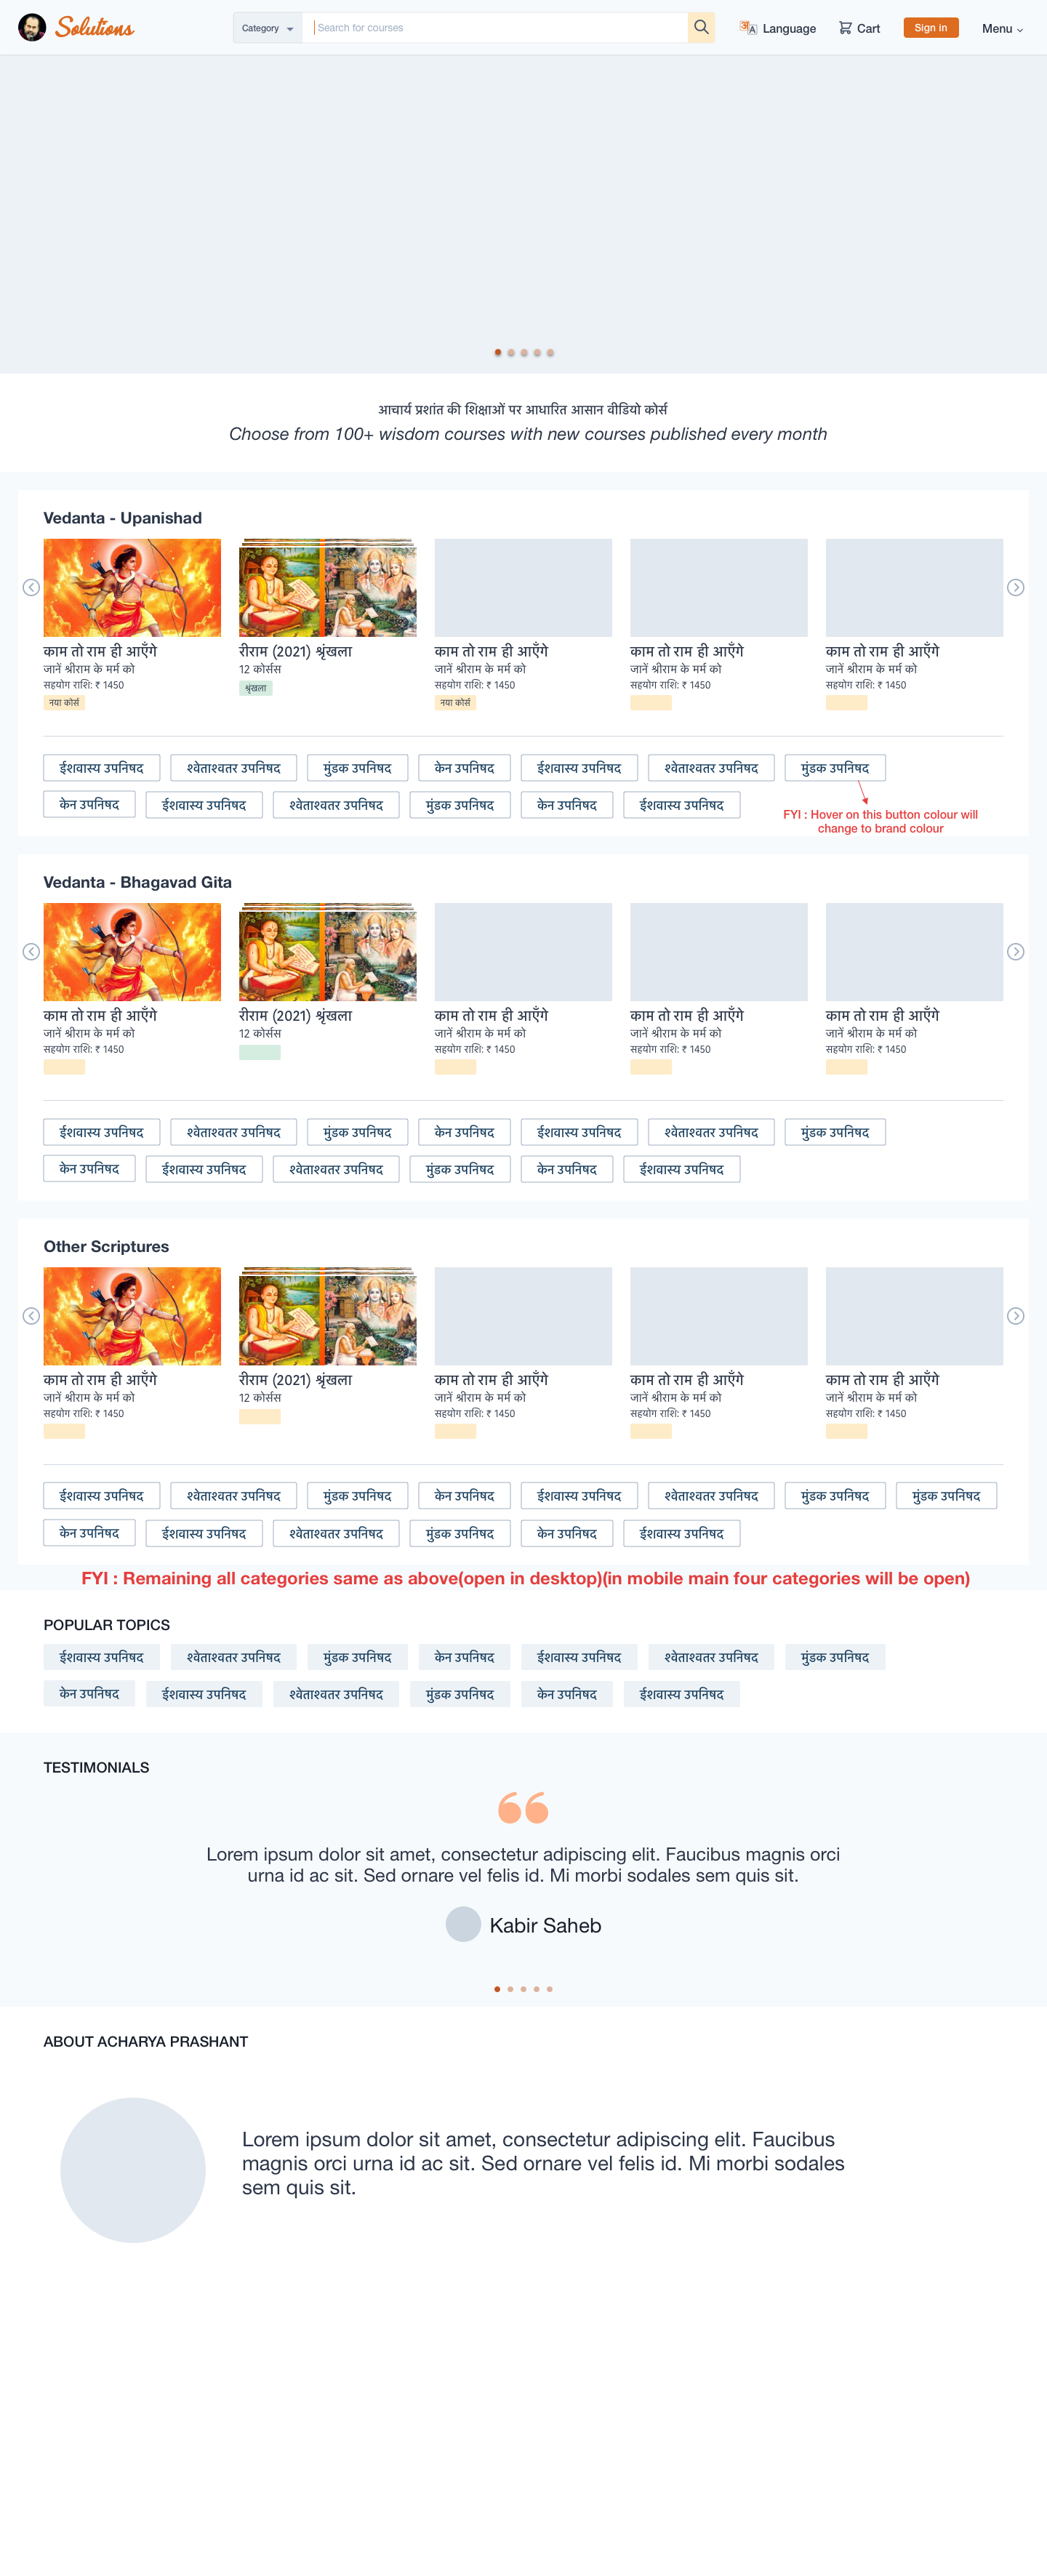 Solutions
Category
Search for courses
Language
Cart
Sign in
Menu
आचार्य प्रशांत की शिक्षाओं पर आधारित आसान वीडियो कोर्स
Choose from 100+ wisdom courses with new courses published every month
Vedanta - Upanishad
काम तो राम ही आएँगे रीराम (2021) श्रृंखला काम तो राम ही आएँगे काम तो राम ही आएँगे काम तो राम ही आएँगे
जानें श्रीराम के मर्म को 12 कोर्सस जानें श्रीराम के मर्म को जानें श्रीराम के मर्म को जानें श्रीराम के मर्म को
सहयोग राशि: ₹ 1450 श्रृंखला सहयोग राशि: ₹ 1450 सहयोग राशि: ₹ 1450 सहयोग राशि: ₹ 1450
नया कोर्स नया कोर्स
ईशवास्य उपनिषद श्वेताश्वतर उपनिषद मुंडक उपनिषद केन उपनिषद ईशवास्य उपनिषद श्वेताश्वतर उपनिषद मुंडक उपनिषद
केन उपनिषद ईशवास्य उपनिषद श्वेताश्वतर उपनिषद मुंडक उपनिषद केन उपनिषद ईशवास्य उपनिषद
FYI : Hover on this button colour will
change to brand colour
Vedanta - Bhagavad Gita
काम तो राम ही आएँगे रीराम (2021) श्रृंखला काम तो राम ही आएँगे काम तो राम ही आएँगे काम तो राम ही आएँगे
जानें श्रीराम के मर्म को 12 कोर्सस जानें श्रीराम के मर्म को जानें श्रीराम के मर्म को जानें श्रीराम के मर्म को
सहयोग राशि: ₹ 1450 सहयोग राशि: ₹ 1450 सहयोग राशि: ₹ 1450 सहयोग राशि: ₹ 1450
ईशवास्य उपनिषद श्वेताश्वतर उपनिषद मुंडक उपनिषद केन उपनिषद ईशवास्य उपनिषद श्वेताश्वतर उपनिषद मुंडक उपनिषद
केन उपनिषद ईशवास्य उपनिषद श्वेताश्वतर उपनिषद मुंडक उपनिषद केन उपनिषद ईशवास्य उपनिषद
Other Scriptures
काम तो राम ही आएँगे रीराम (2021) श्रृंखला काम तो राम ही आएँगे काम तो राम ही आएँगे काम तो राम ही आएँगे
जानें श्रीराम के मर्म को 12 कोर्सस जानें श्रीराम के मर्म को जानें श्रीराम के मर्म को जानें श्रीराम के मर्म को
सहयोग राशि: ₹ 1450 सहयोग राशि: ₹ 1450 सहयोग राशि: ₹ 1450 सहयोग राशि: ₹ 1450
ईशवास्य उपनिषद श्वेताश्वतर उपनिषद मुंडक उपनिषद केन उपनिषद ईशवास्य उपनिषद श्वेताश्वतर उपनिषद मुंडक उपनिषद मुंडक उपनिषद
केन उपनिषद ईशवास्य उपनिषद श्वेताश्वतर उपनिषद मुंडक उपनिषद केन उपनिषद ईशवास्य उपनिषद
FYI : Remaining all categories same as above(open in desktop)(in mobile main four categories will be open)
POPULAR TOPICS
ईशवास्य उपनिषद श्वेताश्वतर उपनिषद मुंडक उपनिषद केन उपनिषद ईशवास्य उपनिषद श्वेताश्वतर उपनिषद मुंडक उपनिषद
केन उपनिषद ईशवास्य उपनिषद श्वेताश्वतर उपनिषद मुंडक उपनिषद केन उपनिषद ईशवास्य उपनिषद
TESTIMONIALS
Lorem ipsum dolor sit amet, consectetur adipiscing elit. Faucibus magnis orci
urna id ac sit. Sed ornare vel felis id. Mi morbi sodales sem quis sit.
Kabir Saheb
ABOUT ACHARYA PRASHANT
Lorem ipsum dolor sit amet, consectetur adipiscing elit. Faucibus
magnis orci urna id ac sit. Sed ornare vel felis id. Mi morbi sodales
sem quis sit.